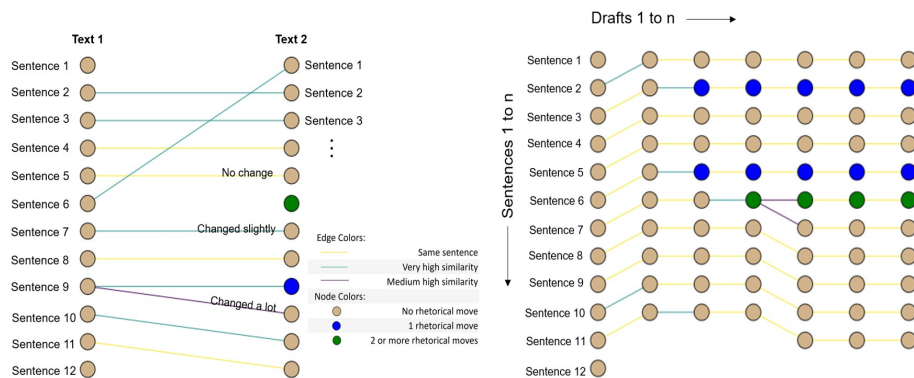 Text 1
Text 2
Sentence 1
Sentence 2
Sentence 3
Sentence 4
Sentence 5
Sentence 6
Sentence 7
Sentence 8
Sentence 9
Sentence 10
Sentence 11
Sentence 12
Sentence 1
Sentence 2
Sentence 3
⋮
No change
Changed slightly
Changed a lot
Edge Colors:
Same sentence
Very high similarity
Medium high similarity
Node Colors:
No rhetorical move
1 rhetorical move
2 or more rhetorical moves
Drafts 1 to n
Sentences 1 to n
Sentence 1
Sentence 2
Sentence 3
Sentence 4
Sentence 5
Sentence 6
Sentence 7
Sentence 8
Sentence 9
Sentence 10
Sentence 11
Sentence 12